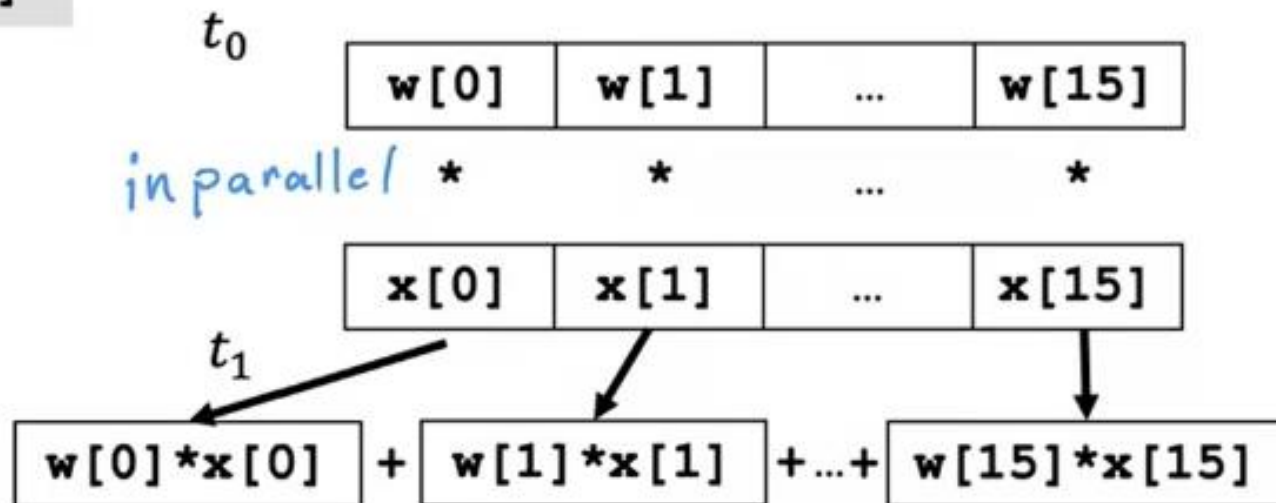 ]
t₀
w[0] w[1] ... w[15]
in parallel * * ... *
x[0] x[1] ... x[15]
t₁
w[0]*x[0] + w[1]*x[1] +...+ w[15]*x[15]